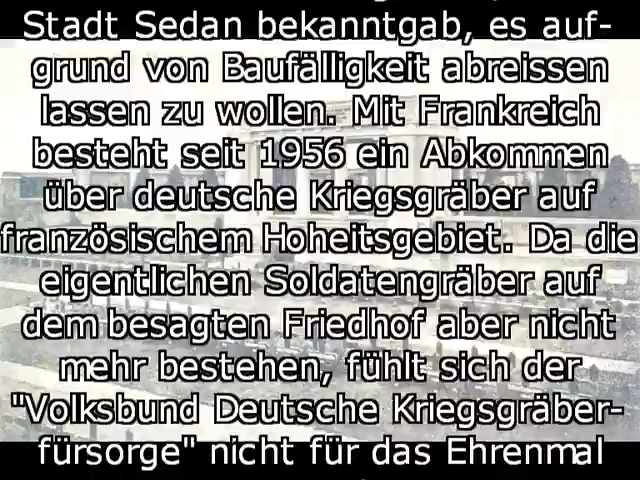 Stadt Sedan bekanntgab, es auf-
grund von Baufälligkeit abreissen
lassen zu wollen. Mit Frankreich
besteht seit 1956 ein Abkommen
über deutsche Kriegsgräber auf
französischem Hoheitsgebiet. Da die
eigentlichen Soldatengräber auf
dem besagten Friedhof aber nicht
mehr bestehen, fühlt sich der
"Volksbund Deutsche Kriegsgräber-
fürsorge" nicht für das Ehrenmal